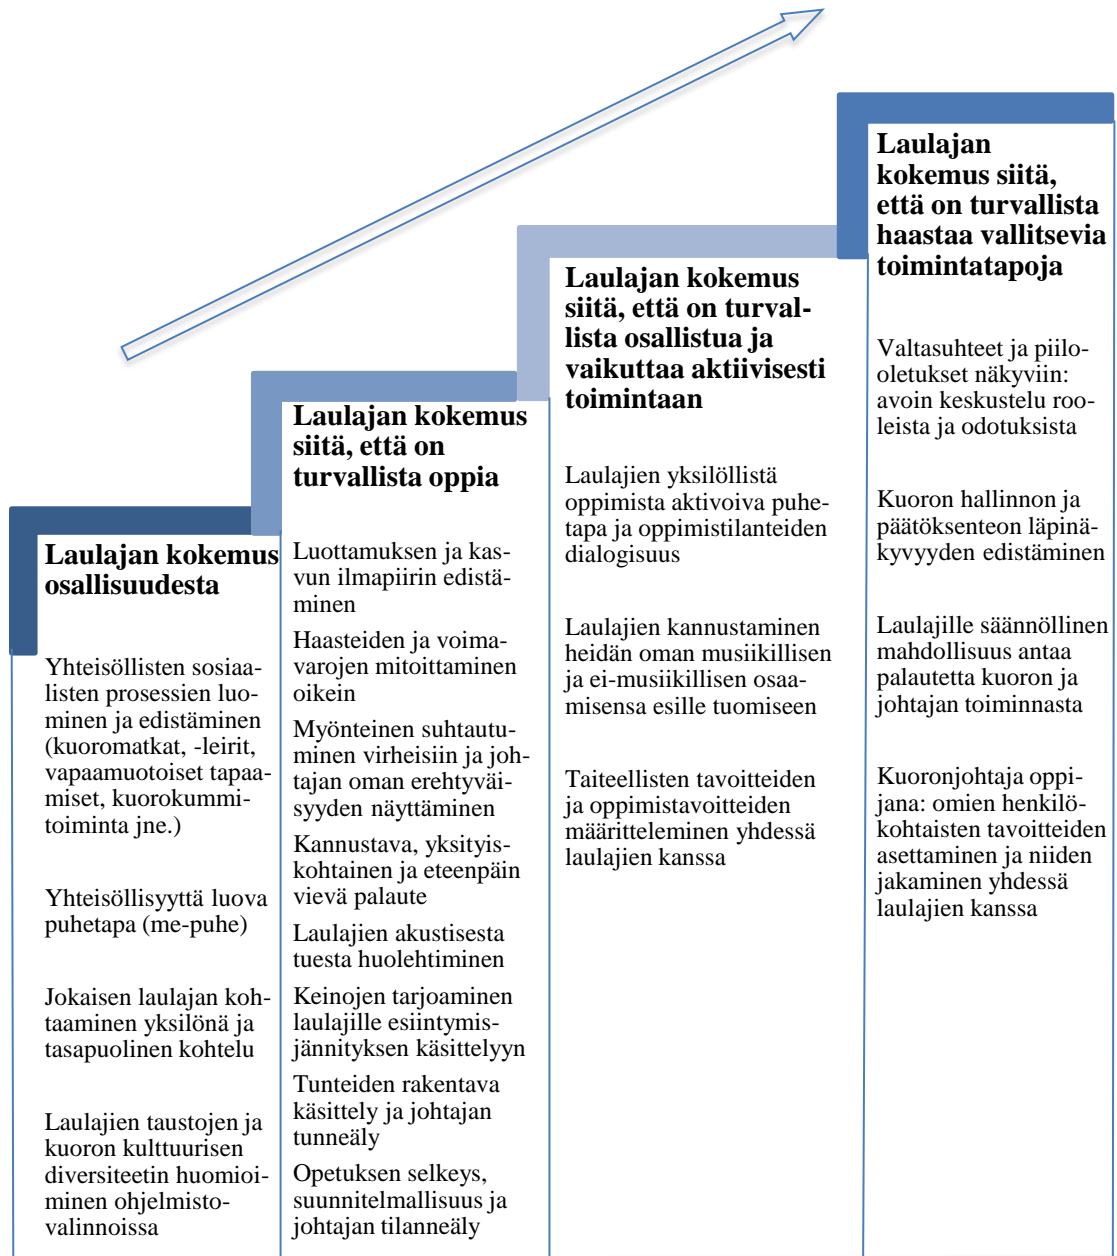 Laulajan kokemus
osallisuudesta
Yhteisöllisten sosiaa-
listen prosessien luo-
minen ja edistäminen
(kuoromatkat, -leirit,
vapaamuotoiset tapaa-
miset, kuorokummi-
toiminta jne.)
Yhteisöllisyyttä luova
puhetapa (me-puhe)
Jokaisen laulajan koh-
taaminen yksilönä ja
tasapuolinen kohtelu
Laulajien taustojen ja
kuoron kulttuurisen
diversiteetin huomioi-
minen ohjelmisto-
valinnoissa
Laulajan kokemus
siitä, että on
turvallista oppia
Luottamuksen ja kas-
vun ilmapiirin edistä-
minen
Haasteiden ja voima-
varojen mitoittaminen
oikein
Myönteinen suhtautu-
minen virheisiin ja joh-
tajan oman erehtyväi-
syyden näyttäminen
Kannustava, yksityis-
kohtainen ja eteenpäin
vievä palaute
Laulajien akustisesta
tuesta huolehtiminen
Keinojen tarjoaminen
laulajille esiintymis-
jännityksen käsittelyyn
Tunteiden rakentava
käsittely ja johtajan
tunneäly
Opetuksen selkeys,
suunnitelmallisuus ja
johtajan tilanneäly
Laulajan kokemus
siitä, että on turval-
lista osallistua ja
vaikuttaa aktiivisesti
toimintaan
Laulajien yksilöllistä
oppimista aktivoiva puhe-
tapa ja oppimistilanteiden
dialogisuus
Laulajien kannustaminen
heidän oman musiikillisen
ja ei-musiikillisen osaa-
misensa esille tuomiseen
Taiteellisten tavoitteiden
ja oppimistavoitteiden
määritteleminen yhdessä
laulajien kanssa
Laulajan
kokemus siitä,
että on turvallista
haastaa vallitsevia
toimintatapoja
Valtasuhteet ja piilo-
oletukset näkyviin:
avoin keskustelu roo-
leista ja odotuksista
Kuoron hallinnon ja
päätöksenteon läpinä-
kyvyyden edistäminen
Laulajille säännöllinen
mahdollisuus antaa
palautetta kuoron ja
johtajan toiminnasta
Kuoronjohtaja oppi-
jana: omien henkilö-
kohtaisten tavoitteiden
asettaminen ja niiden
jakaminen yhdessä
laulajien kanssa